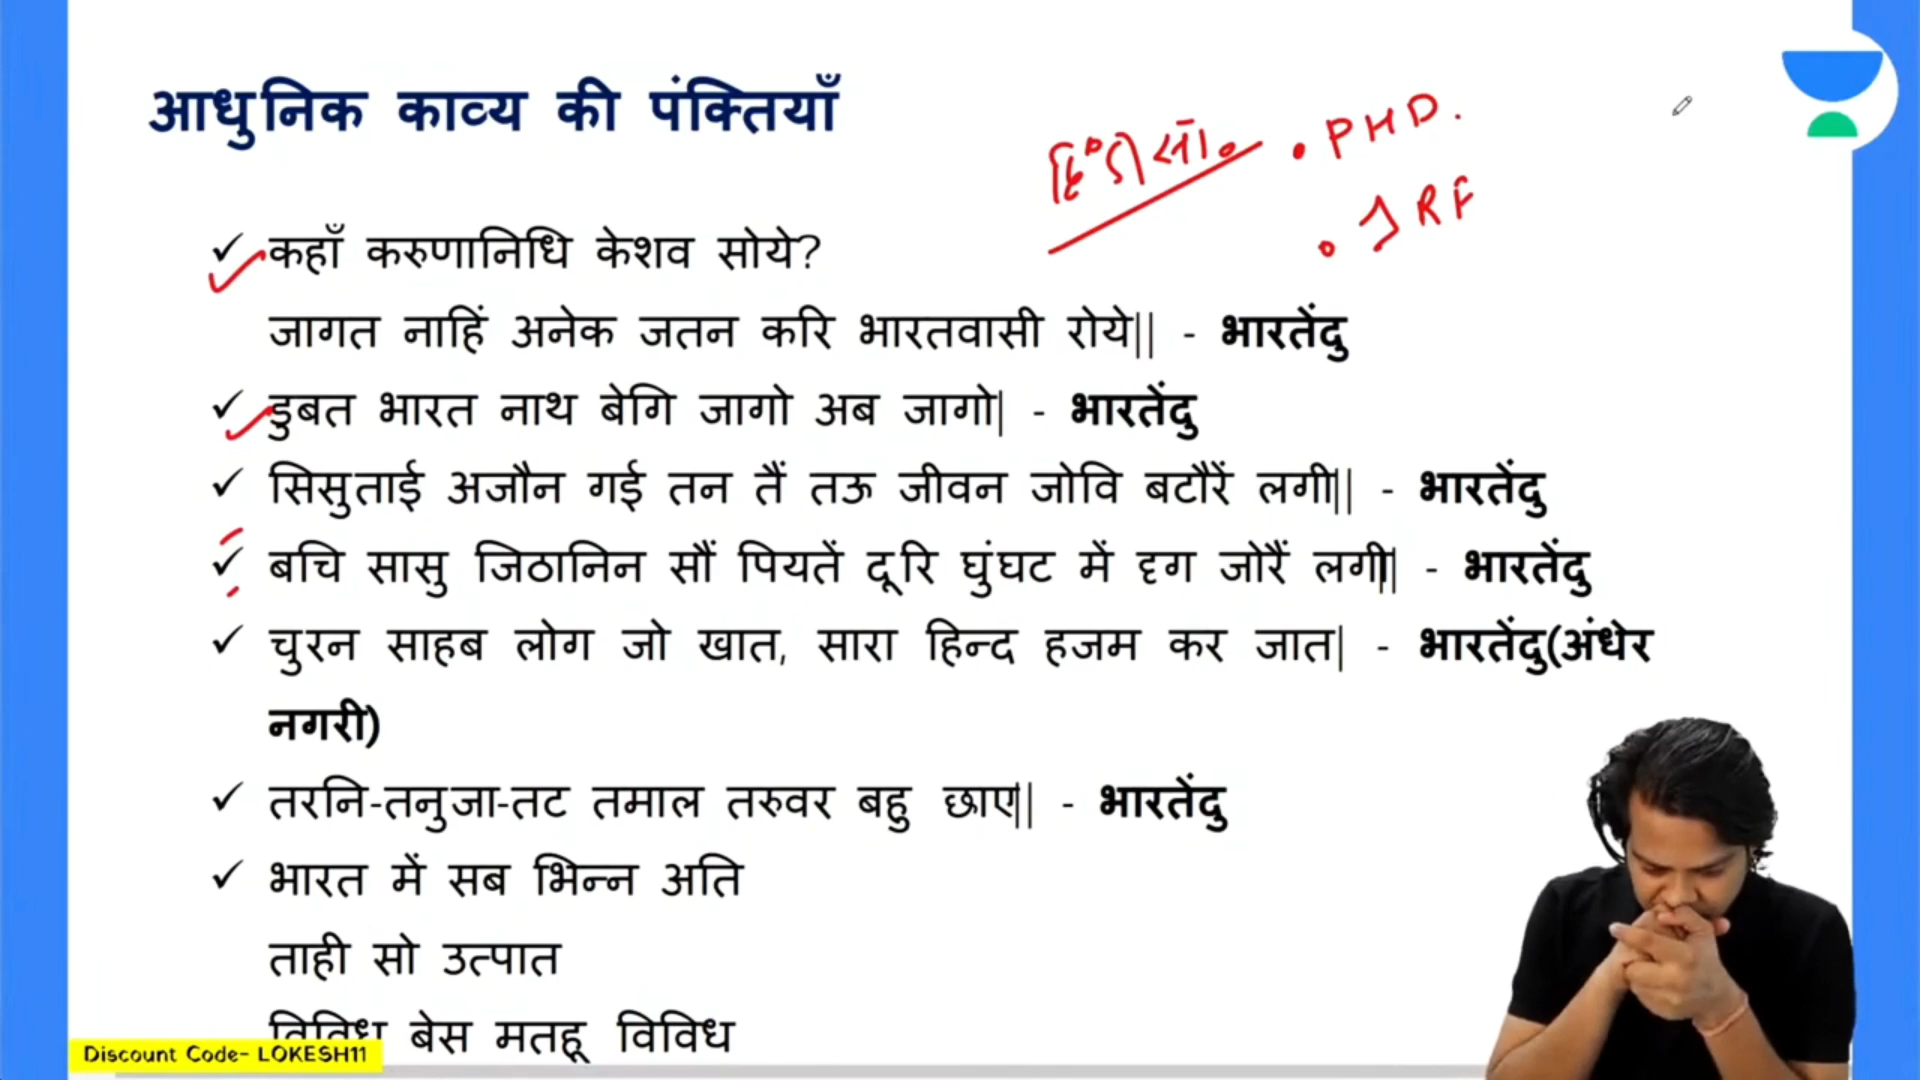 आधुनिक काव्य की पंक्तियाँ
हिं०सा०
• PHD.
• JRF
✓ कहाँ करुणानिधि केशव सोये?
जागत नाहिं अनेक जतन करि भारतवासी रोये|| - भारतेंदु
✓ डुबत भारत नाथ बेगि जागो अब जागो| - भारतेंदु
✓ सिसुताई अजौन गई तन तैं तऊ जीवन जोवि बटौरैं लगी|| - भारतेंदु
✓ बचि सासु जिठानिन सौं पियतें दूरि घुंघट में दृग जोरैं लगी|| - भारतेंदु
✓ चुरन साहब लोग जो खात, सारा हिन्द हजम कर जात| - भारतेंदु(अंधेर
नगरी)
✓ तरनि-तनुजा-तट तमाल तरुवर बहु छाए|| - भारतेंदु
✓ भारत में सब भिन्न अति
ताही सो उत्पात
विविध बेस मतहू विविध
Discount Code- LOKESH11